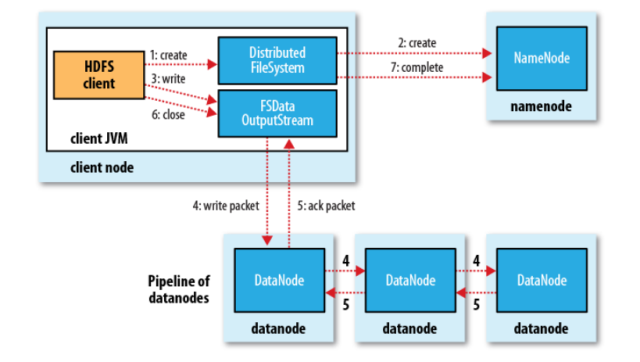 HDFS
client
1: create
3: write
6: close
Distributed
FileSystem
FSData
OutputStream
client JVM
client node
2: create
7: complete
NameNode
namenode
4: write packet
5: ack packet
Pipeline of
datanodes
DataNode
4
5
DataNode
4
5
DataNode
datanode
datanode
datanode